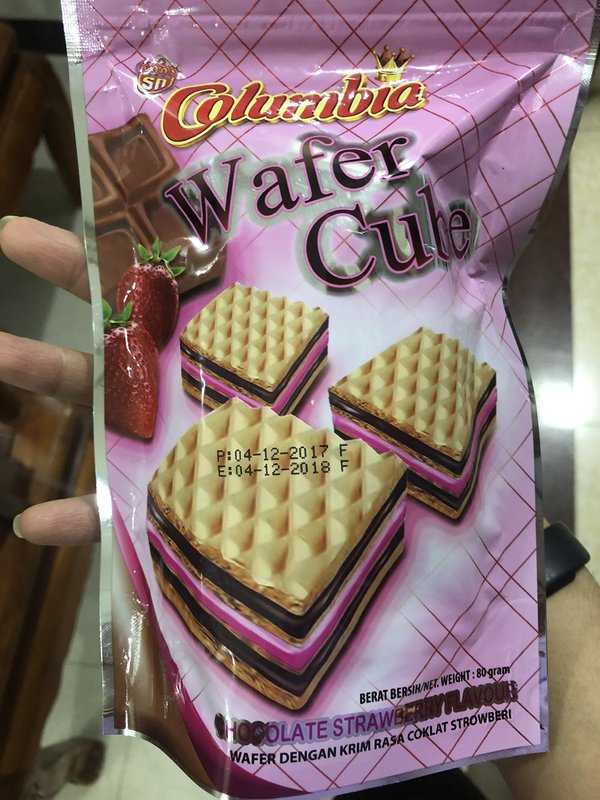 Columbia
Wafer
Cube
P:04-12-2017 F
E:04-12-2018 F
BERAT BERSIH/NET. WEIGHT : 80 gram
CHOCOLATE STRAWBERRY FLAVOUR
WAFER DENGAN KRIM RASA COKLAT STROWBERI